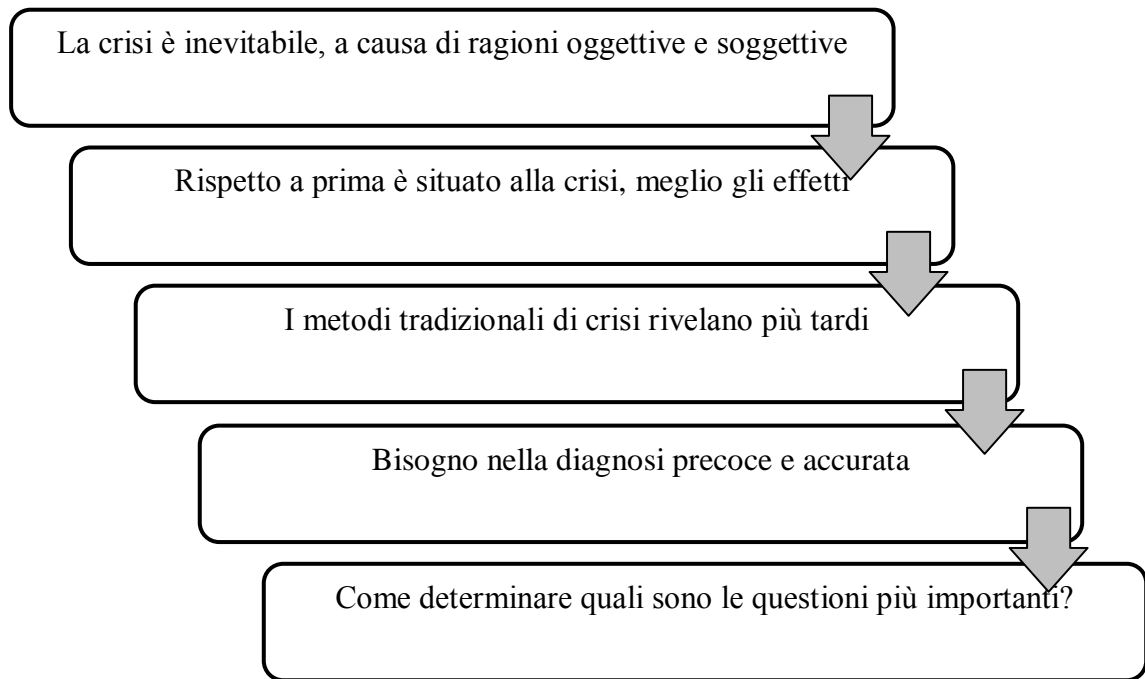 La crisi è inevitabile, a causa di ragioni oggettive e soggettive
Rispetto a prima è situato alla crisi, meglio gli effetti
I metodi tradizionali di crisi rivelano più tardi
Bisogno nella diagnosi precoce e accurata
Come determinare quali sono le questioni più importanti?